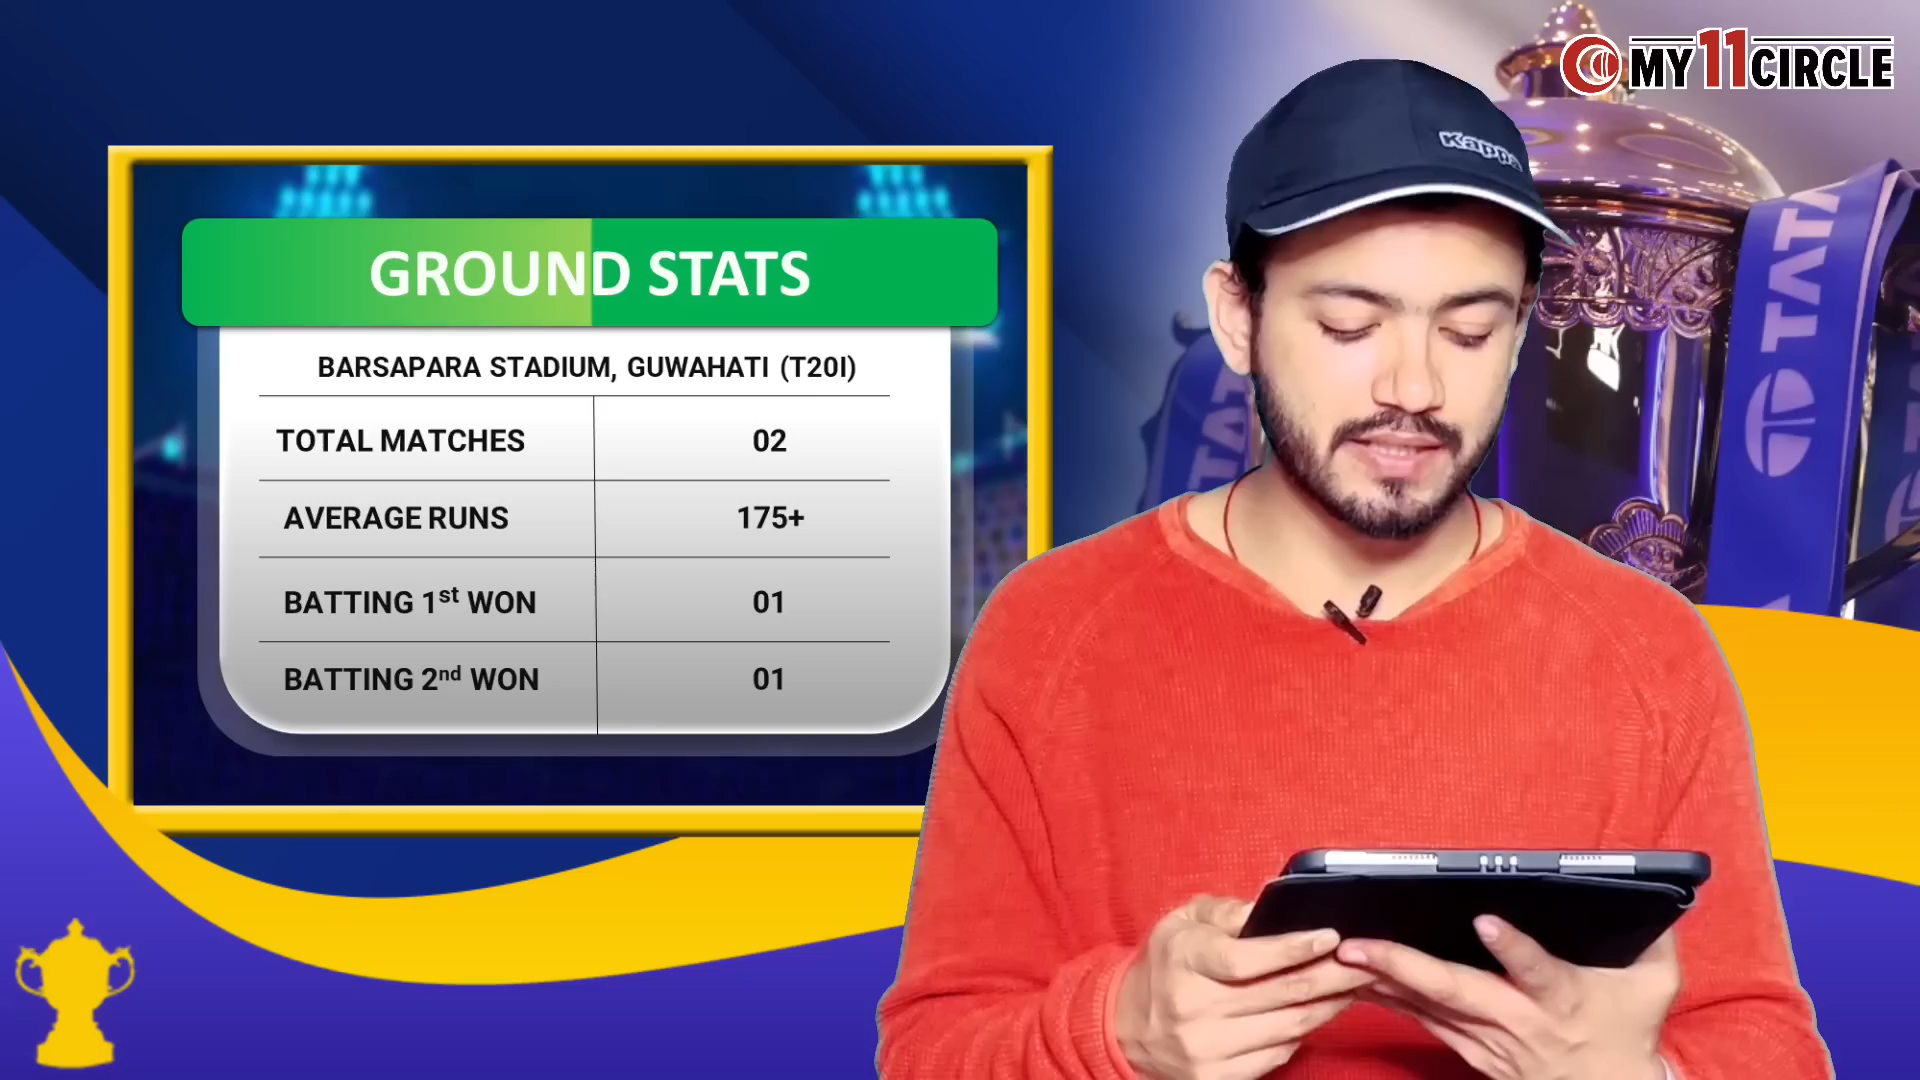 MY11CIRCLE
Kappa
GROUND STATS
BARSAPARA STADIUM, GUWAHATI (T20I)
TOTAL MATCHES 02
AVERAGE RUNS 175+
BATTING 1st WON 01
BATTING 2nd WON 01
TATA
TAT